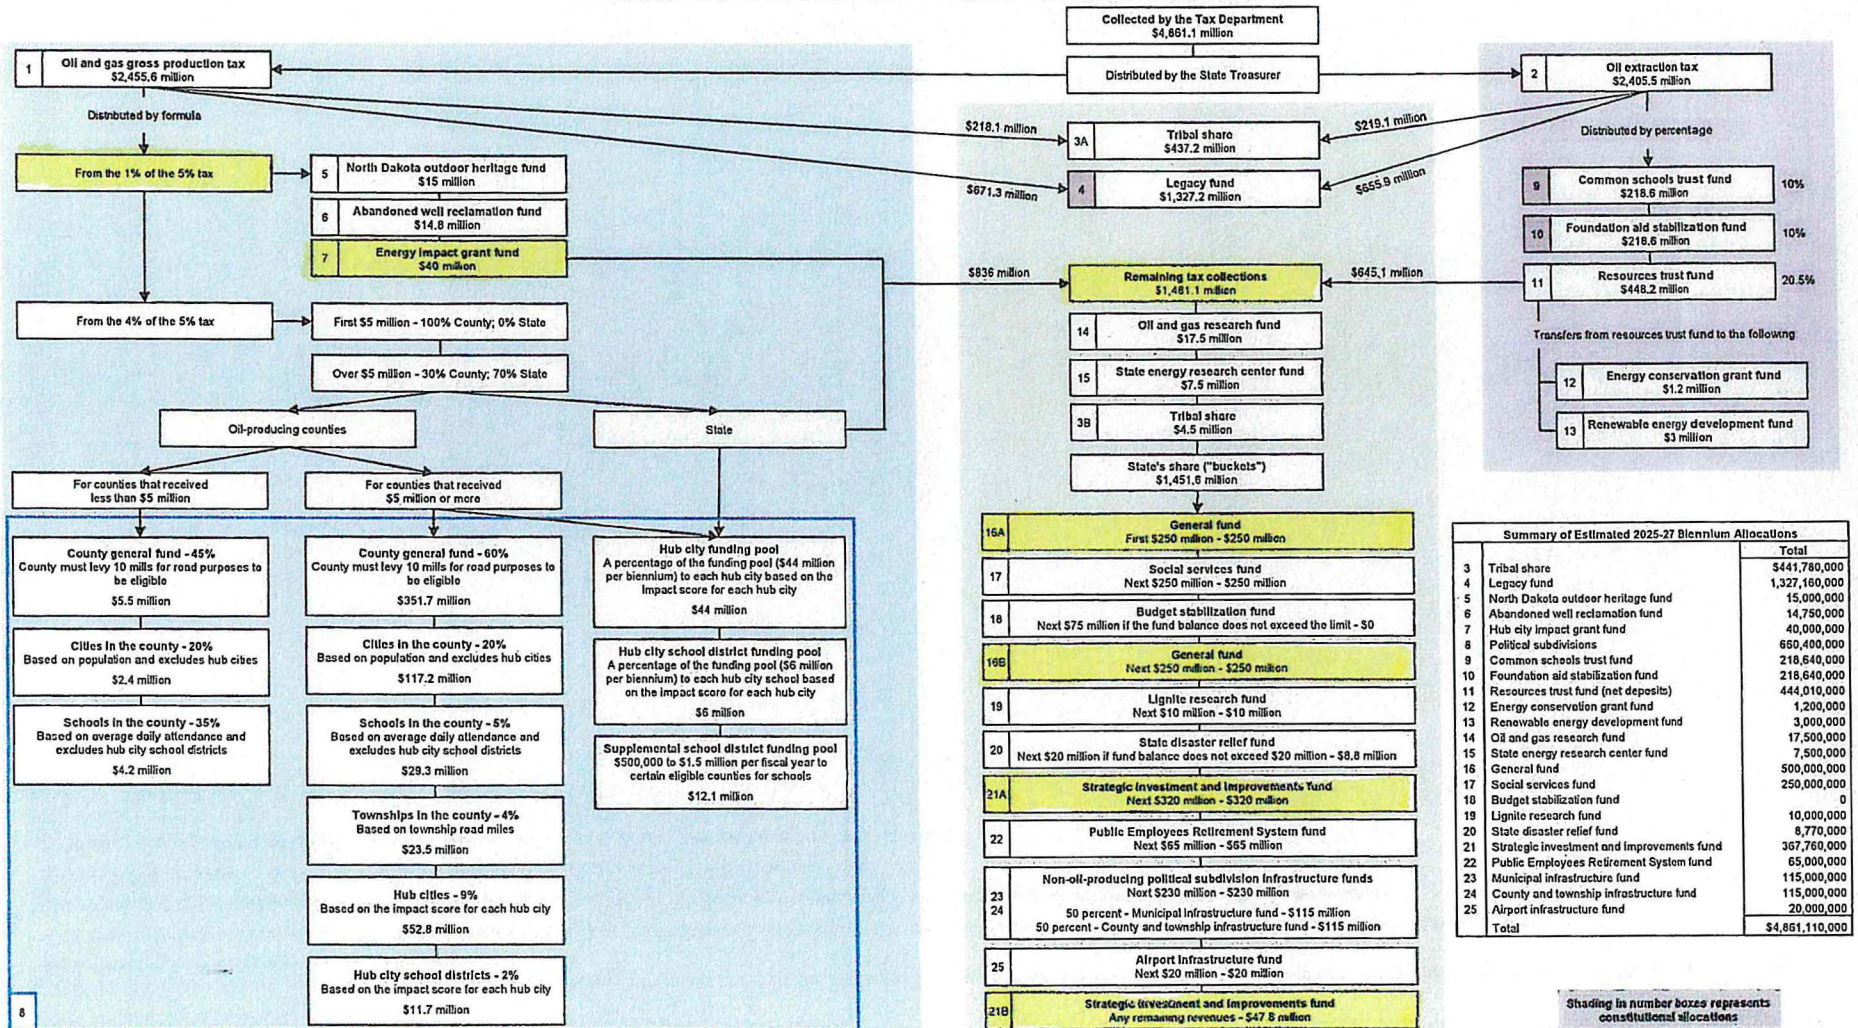 Collected by the Tax Department
$4,861.1 million
Distributed by the State Treasurer
1
Oil and gas gross production tax
$2,455.6 million
Distributed by formula
From the 1% of the 5% tax
5
North Dakota outdoor heritage fund
$15 million
6
Abandoned well reclamation fund
$14.8 million
7
Energy impact grant fund
$40 million
From the 4% of the 5% tax
First $5 million - 100% County; 0% State
Over $5 million - 30% County; 70% State
Oil-producing counties
State
For counties that received
less than $5 million
For counties that received
$5 million or more
County general fund - 45%
County must levy 10 mills for road purposes to
be eligible
$5.5 million
Cities in the county - 20%
Based on population and excludes hub cities
$2.4 million
Schools in the county - 35%
Based on average daily attendance and
excludes hub city school districts
$4.2 million
County general fund - 60%
County must levy 10 mills for road purposes to
be eligible
$351.7 million
Cities in the county - 20%
Based on population and excludes hub cities
$117.2 million
Schools in the county - 5%
Based on average daily attendance and
excludes hub city school districts
$29.3 million
Townships in the county - 4%
Based on township road miles
$23.5 million
Hub cities - 9%
Based on the impact score for each hub city
$52.8 million
Hub city school districts - 2%
Based on the impact score for each hub city
$11.7 million
Hub city funding pool
A percentage of the funding pool ($44 million
per biennium) to each hub city based on the
impact score for each hub city
$44 million
Hub city school district funding pool
A percentage of the funding pool ($6 million
per biennium) to each hub city school based
on the impact score for each hub city
$6 million
Supplemental school district funding pool
$500,000 to $1.5 million per fiscal year to
certain eligible counties for schools
$12.1 million
8
$218.1 million
$671.3 million
$836 million
3A
Tribal share
$437.2 million
4
Legacy fund
$1,327.2 million
$219.1 million
$655.9 million
$645.1 million
Remaining tax collections
$1,481.1 million
14
Oil and gas research fund
$17.5 million
15
State energy research center fund
$7.5 million
3B
Tribal share
$4.5 million
State's share ("buckets")
$1,451.6 million
16A
General fund
First $250 million - $250 million
17
Social services fund
Next $250 million - $250 million
18
Budget stabilization fund
Next $75 million if the fund balance does not exceed the limit - $0
16B
General fund
Next $250 million - $250 million
19
Lignite research fund
Next $10 million - $10 million
20
State disaster relief fund
Next $20 million if fund balance does not exceed $20 million - $8.8 million
21A
Strategic investment and improvements fund
Next $320 million - $320 million
22
Public Employees Retirement System fund
Next $65 million - $65 million
23
24
Non-oil-producing political subdivision infrastructure funds
Next $230 million - $230 million
50 percent - Municipal infrastructure fund - $115 million
50 percent - County and township infrastructure fund - $115 million
25
Airport infrastructure fund
Next $20 million - $20 million
21B
Strategic investment and improvements fund
Any remaining revenues - $47.8 million
2
Oil extraction tax
$2,405.5 million
Distributed by percentage
9
Common schools trust fund
$218.6 million
10%
10
Foundation aid stabilization fund
$218.6 million
10%
11
Resources trust fund
$448.2 million
20.5%
Transfers from resources trust fund to the following
12
Energy conservation grant fund
$1.2 million
13
Renewable energy development fund
$3 million
Summary of Estimated 2025-27 Biennium Allocations
Total
3 Tribal share $441,780,000
4 Legacy fund 1,327,160,000
5 North Dakota outdoor heritage fund 15,000,000
6 Abandoned well reclamation fund 14,750,000
7 Hub city impact grant fund 40,000,000
8 Political subdivisions 660,400,000
9 Common schools trust fund 218,640,000
10 Foundation aid stabilization fund 218,640,000
11 Resources trust fund (net deposits) 444,010,000
12 Energy conservation grant fund 1,200,000
13 Renewable energy development fund 3,000,000
14 Oil and gas research fund 17,500,000
15 State energy research center fund 7,500,000
16 General fund 500,000,000
17 Social services fund 250,000,000
18 Budget stabilization fund 0
19 Lignite research fund 10,000,000
20 State disaster relief fund 8,770,000
21 Strategic investment and improvements fund 367,760,000
22 Public Employees Retirement System fund 65,000,000
23 Municipal infrastructure fund 115,000,000
24 County and township infrastructure fund 115,000,000
25 Airport infrastructure fund 20,000,000
Total $4,861,110,000
Shading in number boxes represents
constitutional allocations